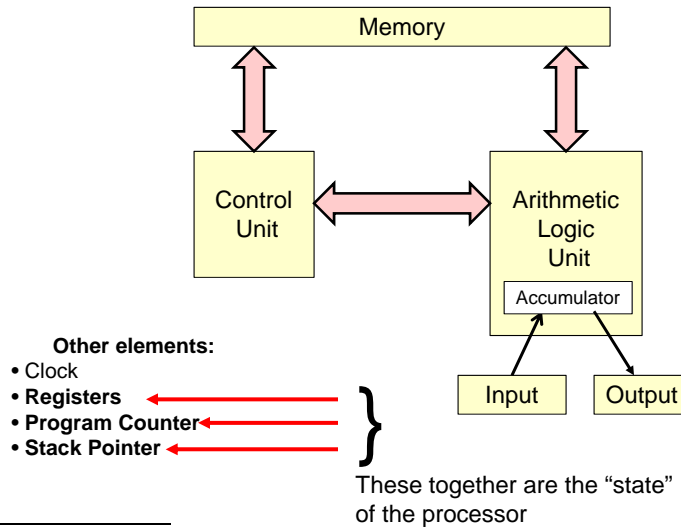 Memory
Control
Unit
Arithmetic
Logic
Unit
Accumulator
Input
Output
Other elements:
• Clock
• Registers
• Program Counter
• Stack Pointer
}
These together are the “state”
of the processor